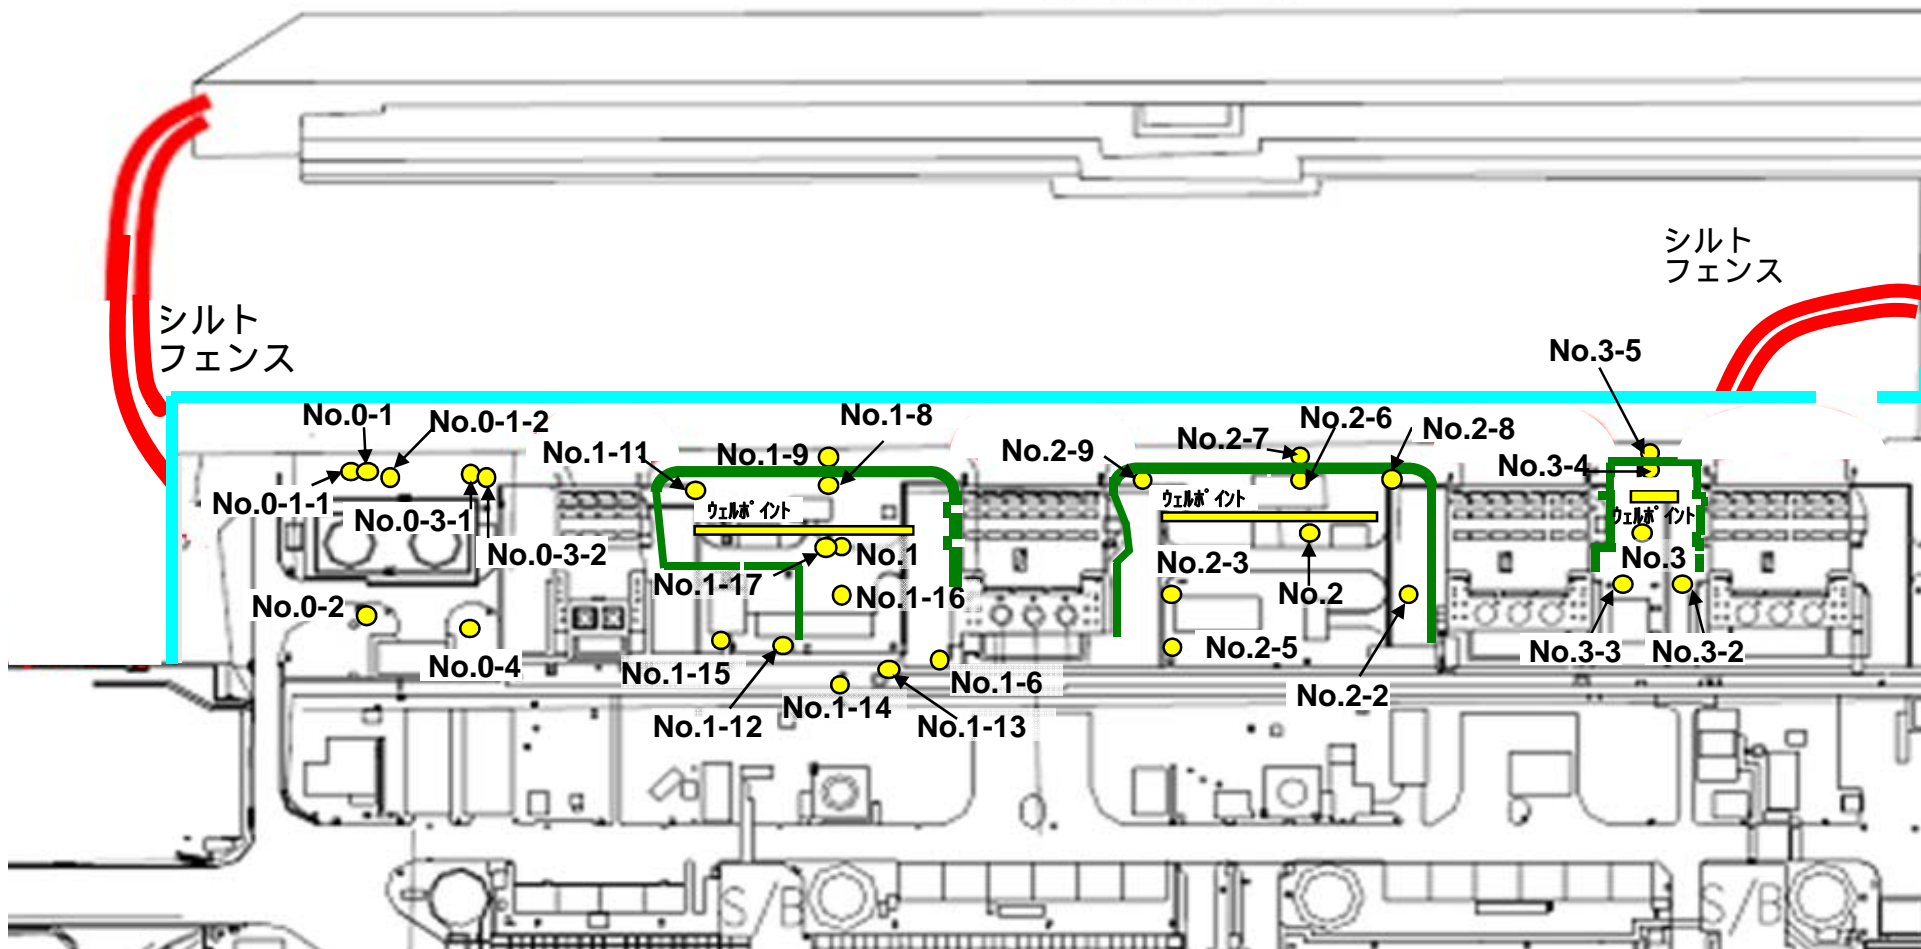 シルト
フェンス
シルト
フェンス
No.3-5
No.0-1
No.0-1-2
No.1-8
No.2-6
No.2-8
No.1-11
No.1-9
No.2-9
No.2-7
No.3-4
No.0-1-1
No.0-3-1
ｳｪﾙﾎﾟｲﾝﾄ
ｳｪﾙﾎﾟｲﾝﾄ
ｳｪﾙﾎﾟｲﾝﾄ
No.0-3-2
No.1
No.1-17
No.2-3
No.3
No.0-2
No.1-16
No.2
No.0-4
No.1-15
No.1-6
No.2-5
No.3-3
No.3-2
No.1-12
No.1-14
No.1-13
No.2-2
S/B
S/B